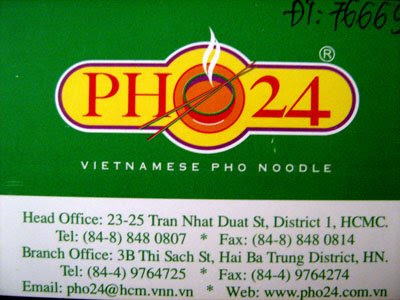 ĐT: 76669
PHO24®
VIETNAMESE PHO NOODLE
Head Office: 23-25 Tran Nhat Duat St, District 1, HCMC.
Tel: (84-8) 848 0807 * Fax: (84-8) 848 0814
Branch Office: 3B Thi Sach St, Hai Ba Trung District, HN.
Tel: (84-4) 9764725 * Fax: (84-4) 9764274
Email: pho24@hcm.vnn.vn * Web: www.pho24.com.vn